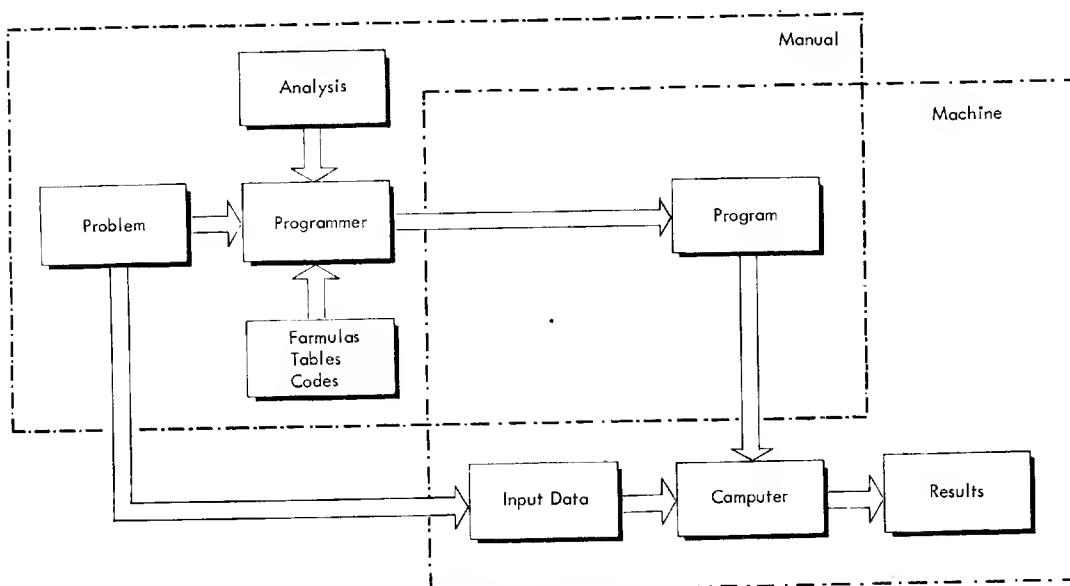 Manual
Analysis
Machine
Problem
Programmer
Program
Farmulas
Tables
Codes
Input Data
Camputer
Results